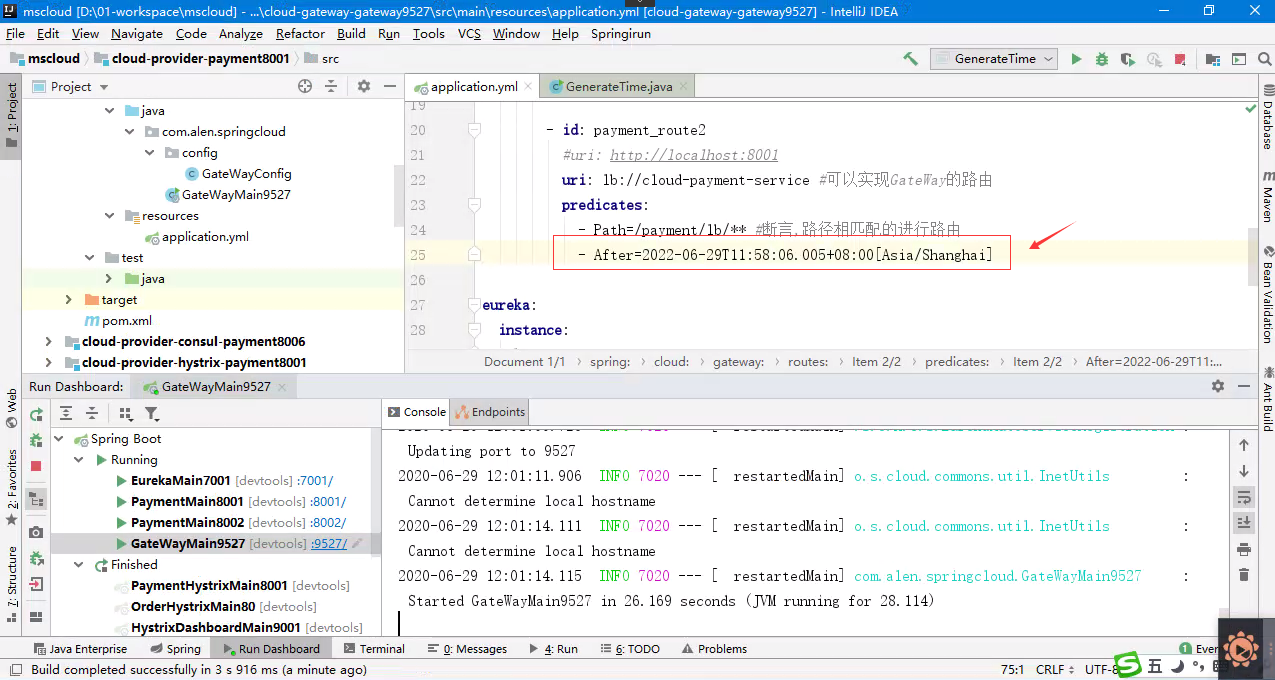 mscloud [D:\01-workspace\mscloud] - ...\cloud-gateway-gateway9527\src\main\resources\application.yml [cloud-gateway-gateway9527] - IntelliJ IDEA
File Edit View Navigate Code Analyze Refactor Build Run Tools VCS Window Help Springirun
mscloud cloud-provider-payment8001 src GenerateTime
Project application.yml GenerateTime.java
1: Project
Web
2: Favorites
7: Structure
java
com.alen.springcloud
config
GateWayConfig
GateWayMain9527
resources
application.yml
test
java
target
pom.xml
cloud-provider-consul-payment8006
cloud-provider-hystrix-payment8001
19
20 - id: payment_route2
21 #uri: http://localhost:8001
22 uri: lb://cloud-payment-service #可以实现GateWay的路由
23 predicates:
24 - Path=/payment/lb/** #断言,路径相匹配的进行路由
25 - After=2022-06-29T11:58:06.005+08:00[Asia/Shanghai]
26
27 eureka:
28 instance:
Document 1/1 › spring: › cloud: › gateway: › routes: › Item 2/2 › predicates: › Item 2/2 › After=2022-06-29T11:...
Database
Maven
Bean Validation
Ant Build
Run Dashboard: GateWayMain9527
Console Endpoints
Spring Boot
Running
EurekaMain7001 [devtools] :7001/
PaymentMain8001 [devtools] :8001/
PaymentMain8002 [devtools] :8002/
GateWayMain9527 [devtools] :9527/
Finished
PaymentHystrixMain8001 [devtools]
OrderHystrixMain80 [devtools]
HystrixDashboardMain9001 [devtools]
Updating port to 9527
2020-06-29 12:01:11.906 INFO 7020 --- [ restartedMain] o.s.cloud.commons.util.InetUtils :
Cannot determine local hostname
2020-06-29 12:01:14.111 INFO 7020 --- [ restartedMain] o.s.cloud.commons.util.InetUtils :
Cannot determine local hostname
2020-06-29 12:01:14.115 INFO 7020 --- [ restartedMain] com.alen.springcloud.GateWayMain9527 :
Started GateWayMain9527 in 26.169 seconds (JVM running for 28.114)
Java Enterprise Spring Run Dashboard Terminal 0: Messages 4: Run 6: TODO Problems 1 Even
Build completed successfully in 3 s 916 ms (a minute ago) 75:1 CRLF UTF-8 S 五